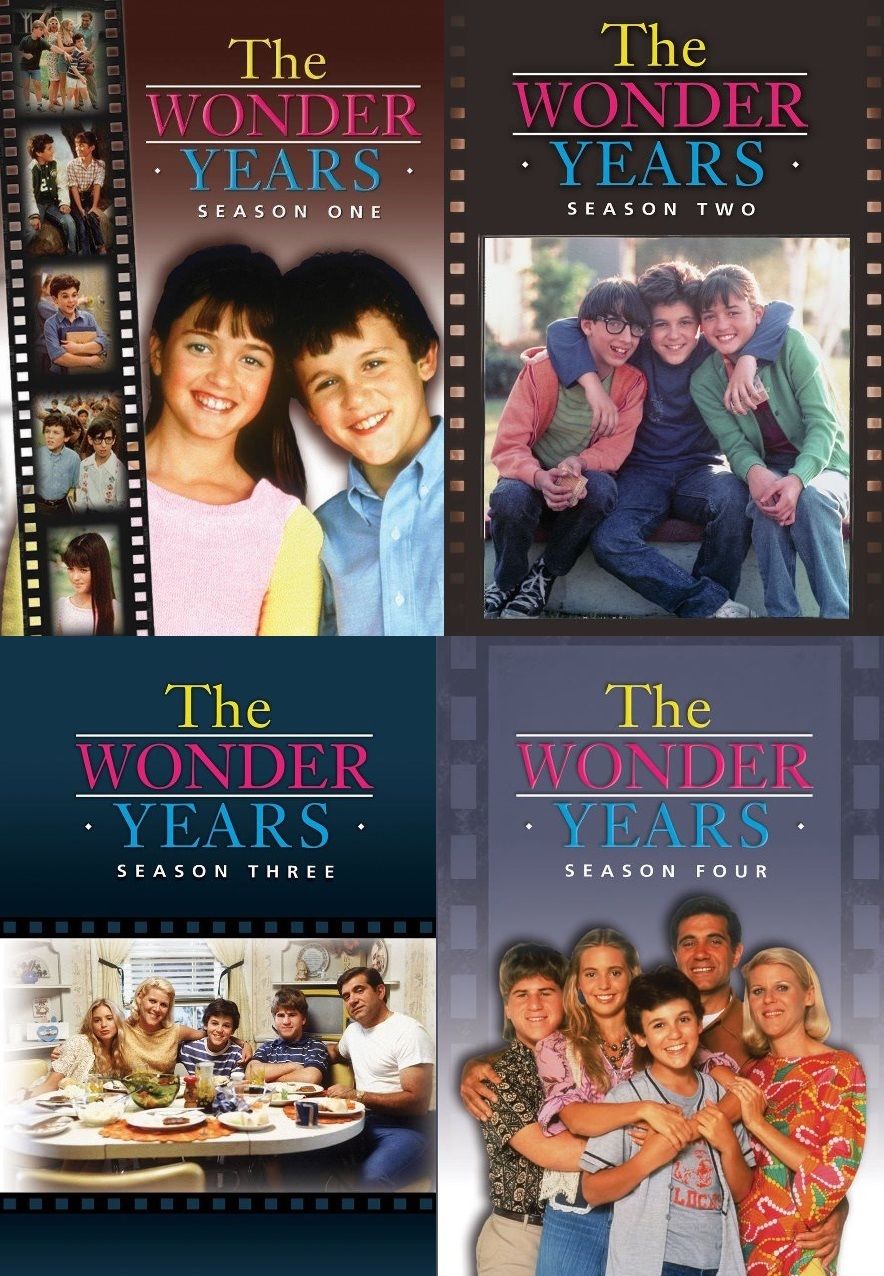 The
WONDER
· YEARS ·
SEASON ONE
The
WONDER
· YEARS ·
SEASON TWO
The
WONDER
· YEARS ·
SEASON THREE
The
WONDER
· YEARS ·
SEASON FOUR